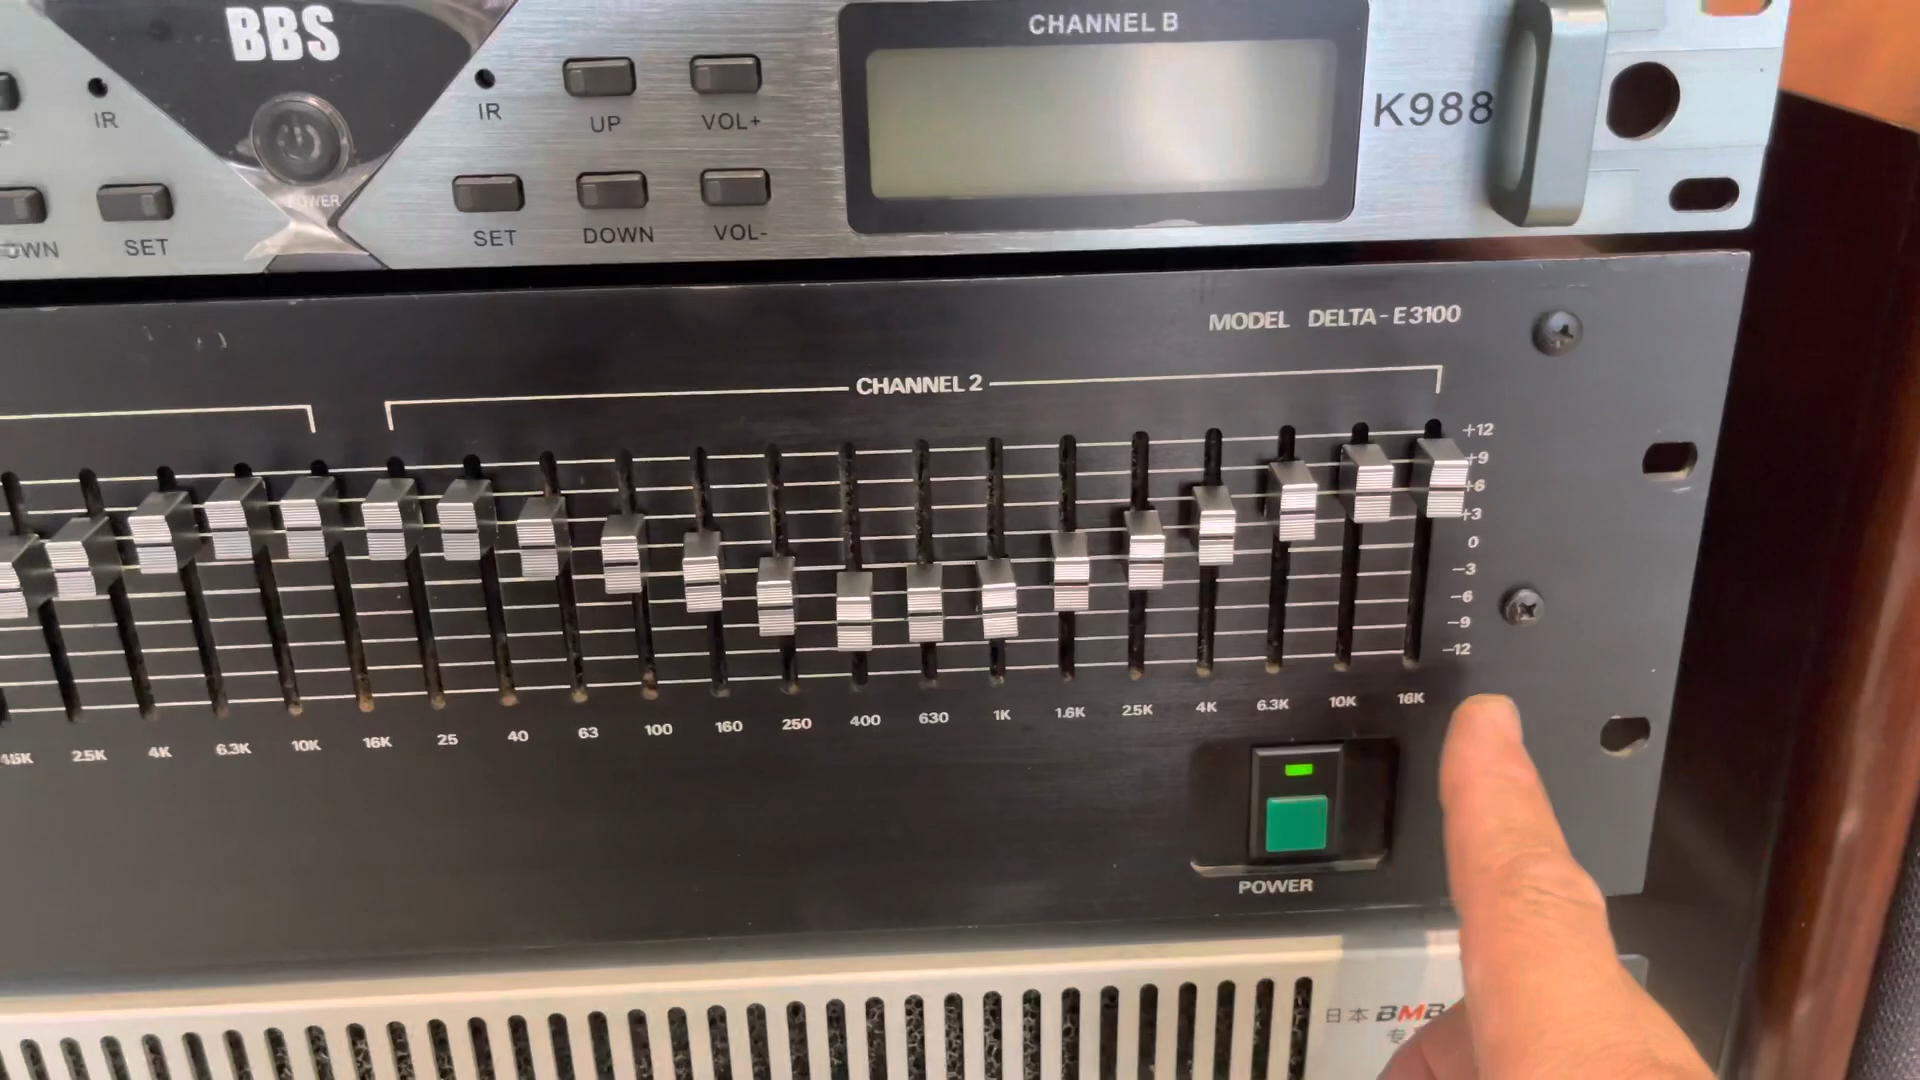 BBS
CHANNEL B
IR
IR
UP
VOL+
K988
POWER
SET
SET
DOWN
VOL-
MODEL DELTA-E3100
CHANNEL 2
+12
+9
+6
+3
0
-3
-6
-9
-12
2.5K 4K 6.3K 10K 16K 25 40 63 100 160 250 400 630 1K 1.6K 2.5K 4K 6.3K 10K 16K
POWER
日本 BMB